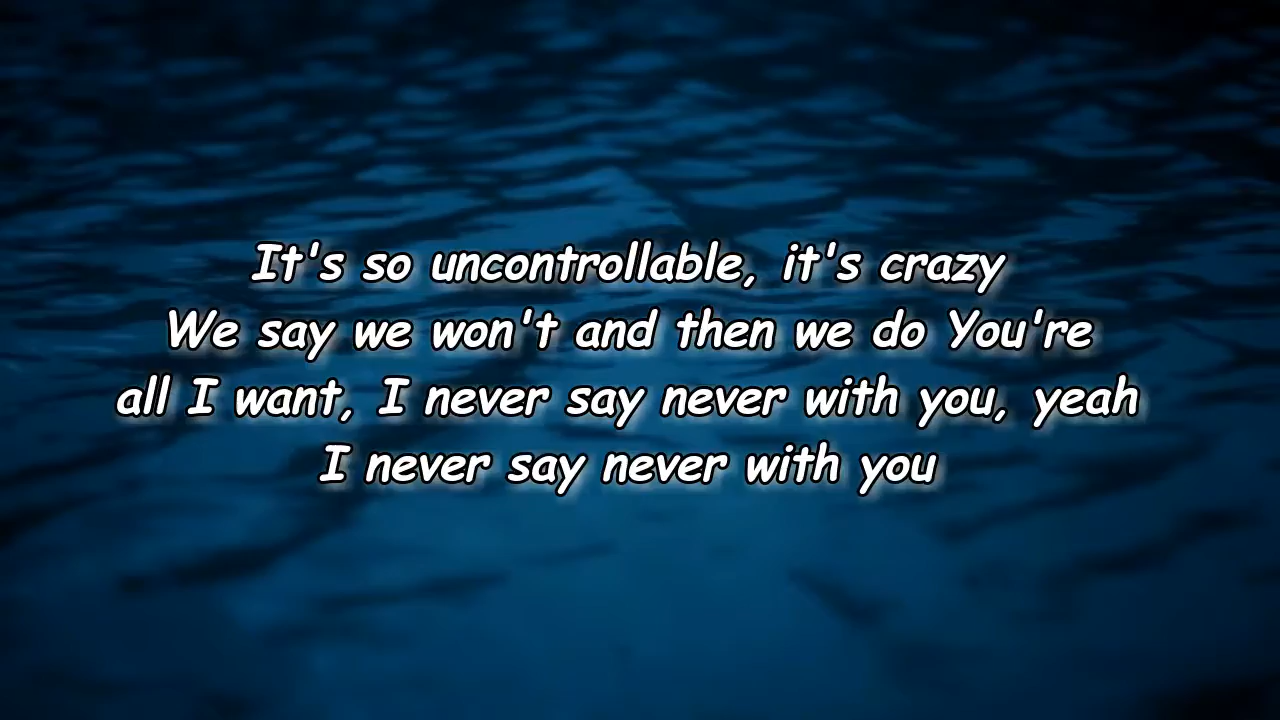 It's so uncontrollable, it's crazy
We say we won't and then we do You're
all I want, I never say never with you, yeah
I never say never with you